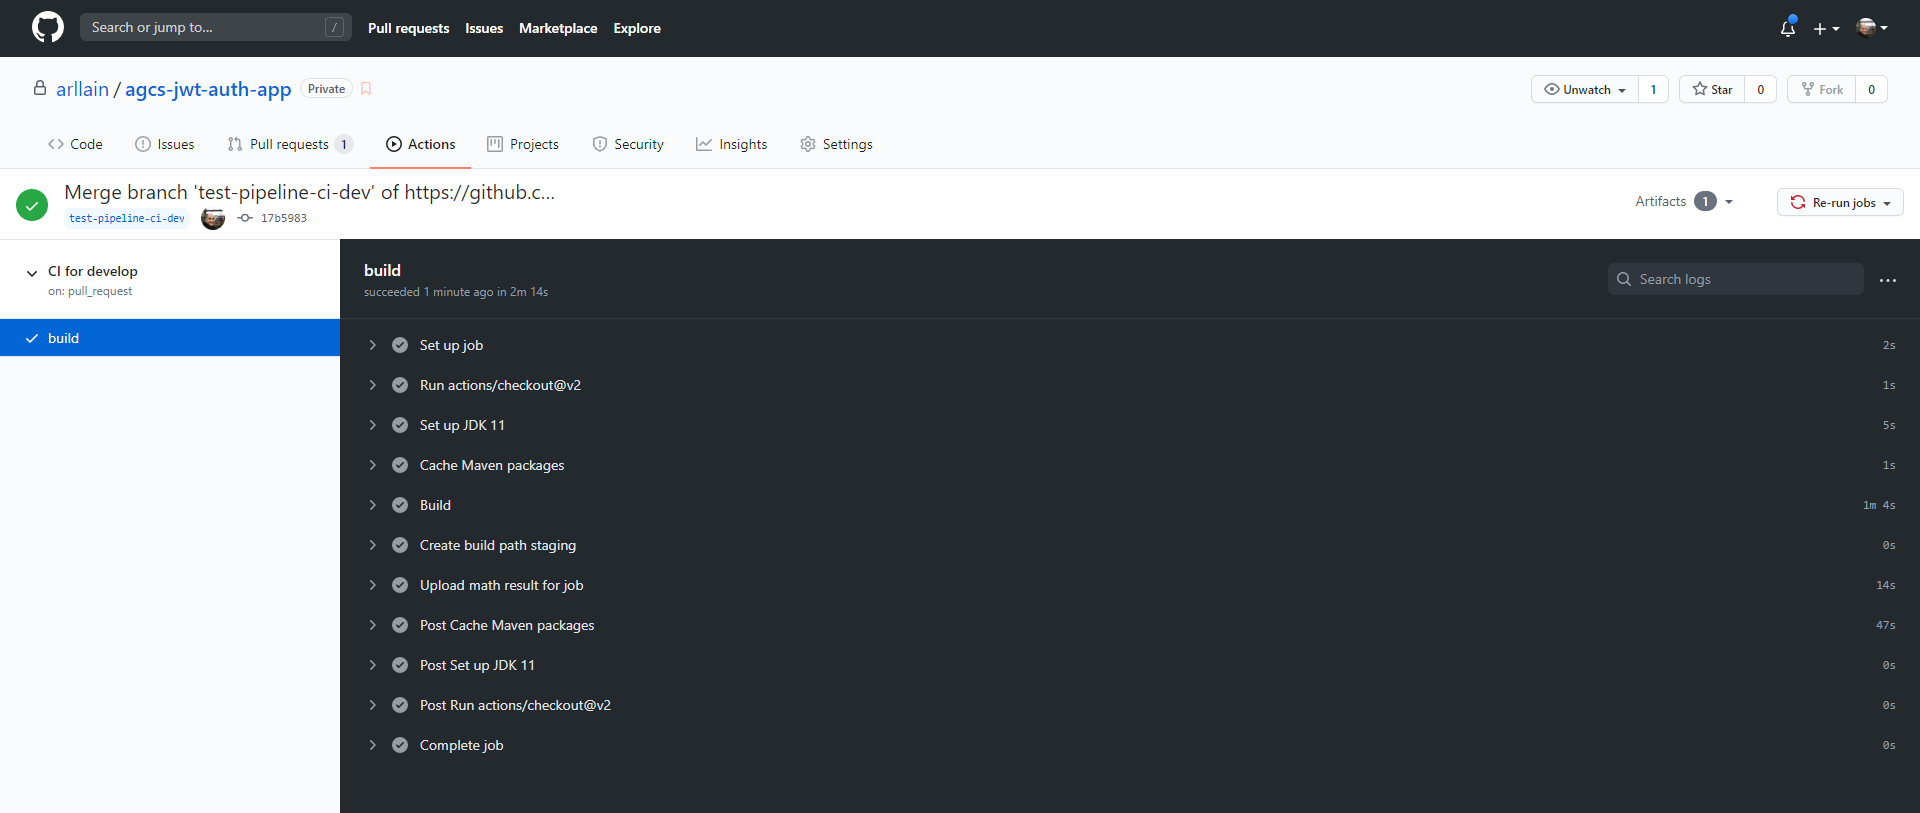 Search or jump to... / Pull requests Issues Marketplace Explore
arllain / agcs-jwt-auth-app Private Unwatch 1 Star 0 Fork 0
Code Issues Pull requests 1 Actions Projects Security Insights Settings
Merge branch 'test-pipeline-ci-dev' of https://github.c...
test-pipeline-ci-dev 17b5983
Artifacts 1 Re-run jobs
CI for develop
on: pull_request
build
build
succeeded 1 minute ago in 2m 14s
Search logs
Set up job 2s
Run actions/checkout@v2 1s
Set up JDK 11 5s
Cache Maven packages 1s
Build 1m 4s
Create build path staging 0s
Upload math result for job 14s
Post Cache Maven packages 47s
Post Set up JDK 11 0s
Post Run actions/checkout@v2 0s
Complete job 0s